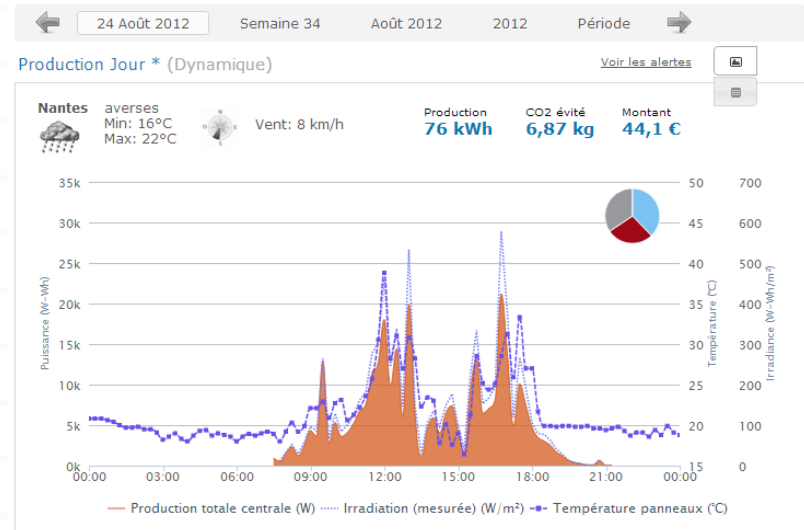 24 Août 2012 Semaine 34 Août 2012 2012 Période
Production Jour * (Dynamique) Voir les alertes
Nantes averses
Min: 16°C
Max: 22°C
Vent: 8 km/h
Production CO2 évité Montant
76 kWh 6,87 kg 44,1 €
35k 50 700
30k 45 600
25k 40 500
20k 35 400
15k 30 300
10k 25 200
5k 20 100
0k 15 0
Puissance (W-Wh)
Température (°C)
Irradiance (W-Wh/m²)
00:00 03:00 06:00 09:00 12:00 15:00 18:00 21:00 00:00
Production totale centrale (W) Irradiation (mesurée) (W/m²) Température panneaux (°C)